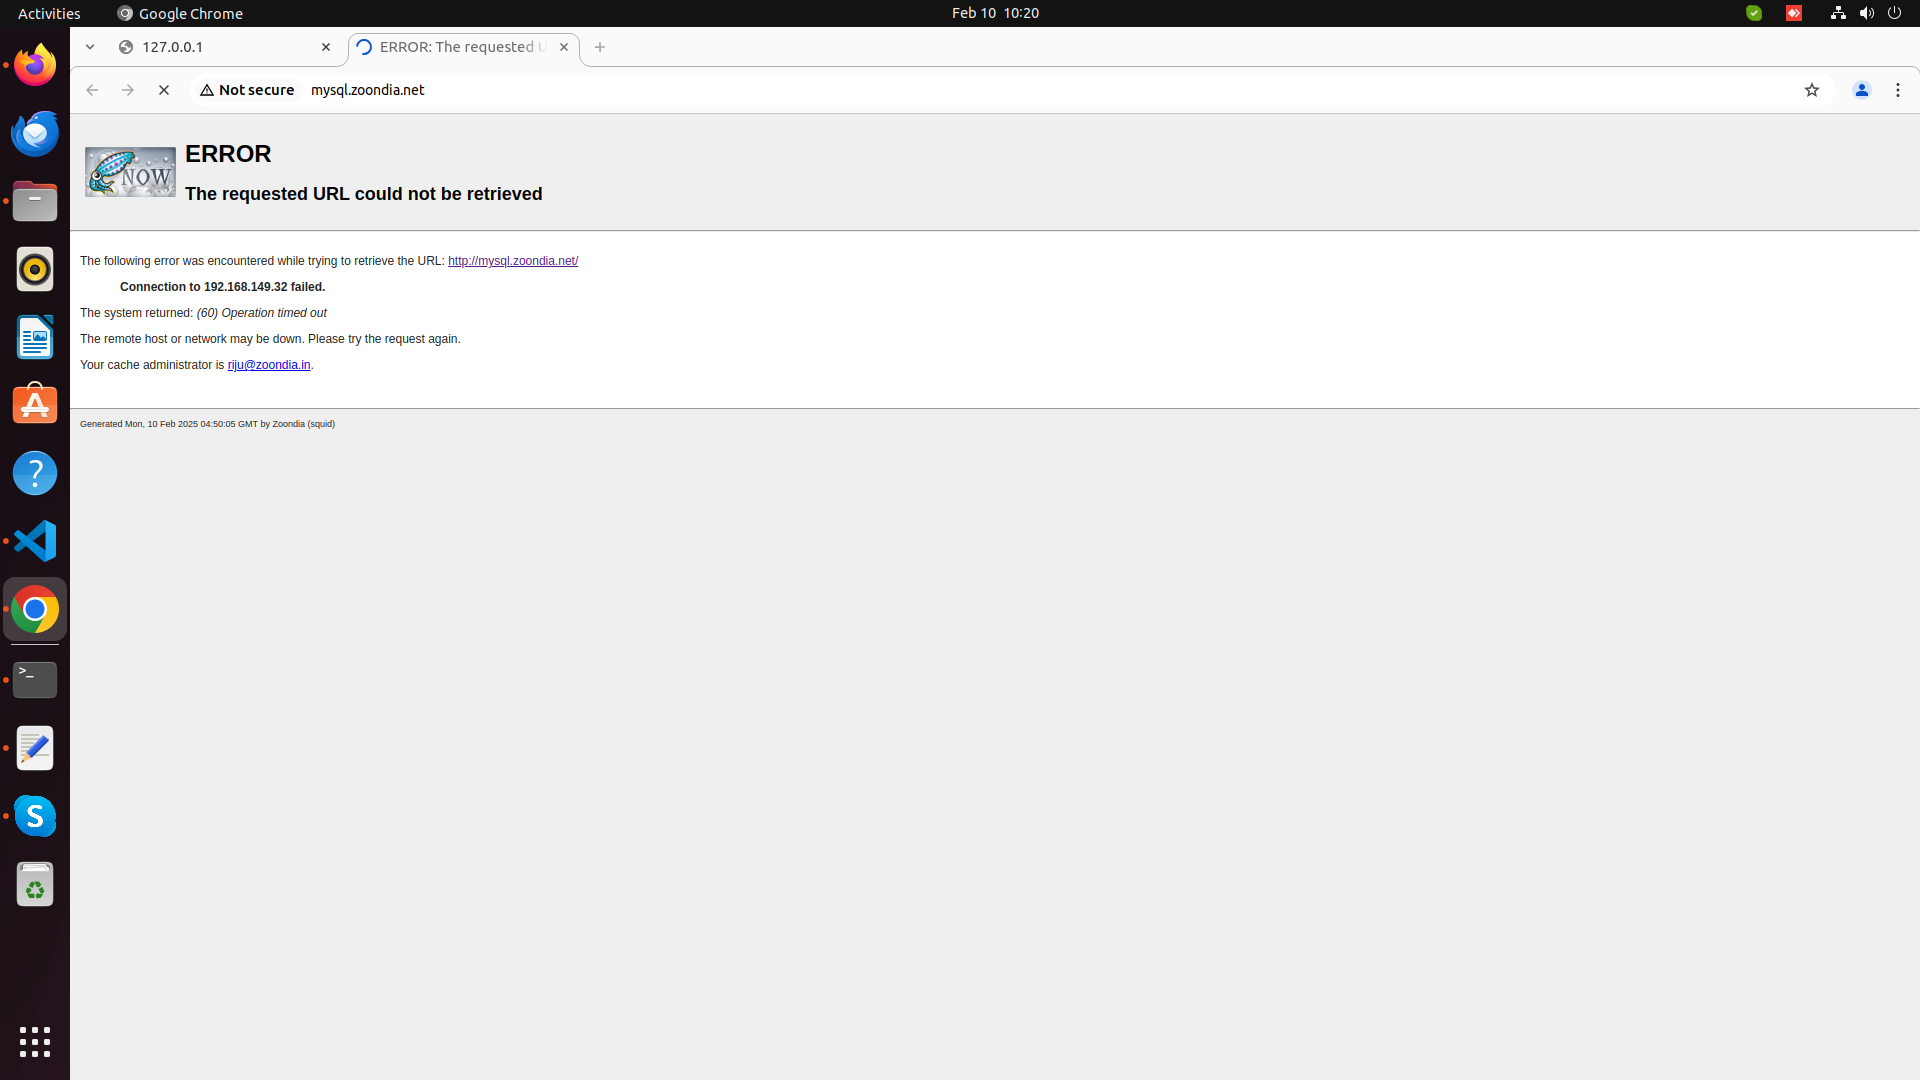 Activities
Google Chrome
Feb 10 10:20
127.0.0.1
ERROR: The requested U
Not secure
mysql.zoondia.net
NOW
ERROR
The requested URL could not be retrieved
The following error was encountered while trying to retrieve the URL: http://mysql.zoondia.net/
Connection to 192.168.149.32 failed.
The system returned: (60) Operation timed out
The remote host or network may be down. Please try the request again.
Your cache administrator is riju@zoondia.in.
Generated Mon, 10 Feb 2025 04:50:05 GMT by Zoondia (squid)